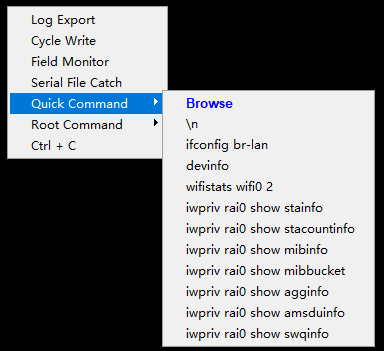 Log Export
Cycle Write
Field Monitor
Serial File Catch
Quick Command
Root Command
Ctrl + C
Browse
\n
ifconfig br-lan
devinfo
wifistats wifi0 2
iwpriv rai0 show stainfo
iwpriv rai0 show stacountinfo
iwpriv rai0 show mibinfo
iwpriv rai0 show mibbucket
iwpriv rai0 show agginfo
iwpriv rai0 show amsduinfo
iwpriv rai0 show swqinfo